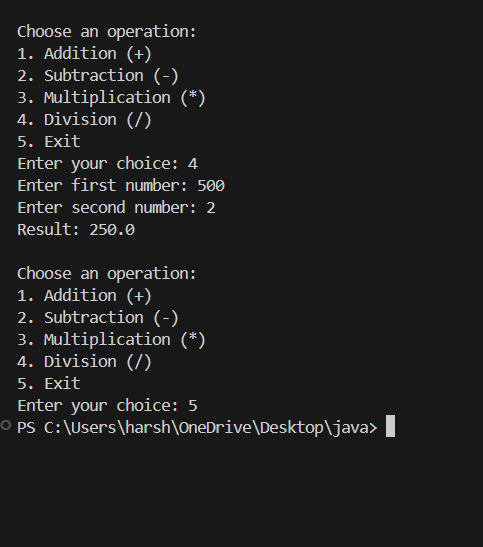 Choose an operation:
1. Addition (+)
2. Subtraction (-)
3. Multiplication (*)
4. Division (/)
5. Exit
Enter your choice: 4
Enter first number: 500
Enter second number: 2
Result: 250.0

Choose an operation:
1. Addition (+)
2. Subtraction (-)
3. Multiplication (*)
4. Division (/)
5. Exit
Enter your choice: 5
PS C:\Users\harsh\OneDrive\Desktop\java>